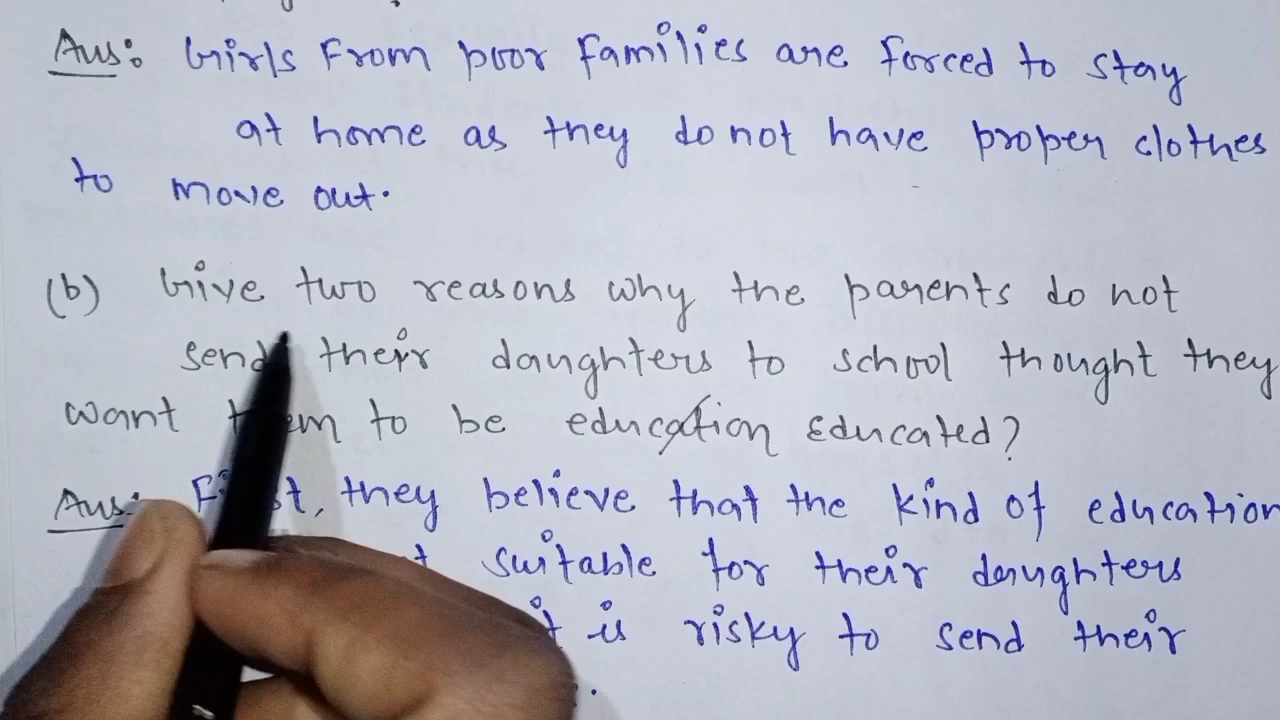 Ans: Girls From poor families are forced to stay
at home as they do not have proper clothes
to move out.
(b) Give two reasons why the parents do not
send their daughters to school thought they
want them to be education Educated?
Ans: First, they believe that the kind of education
suitable for their daughters
it is risky to send their